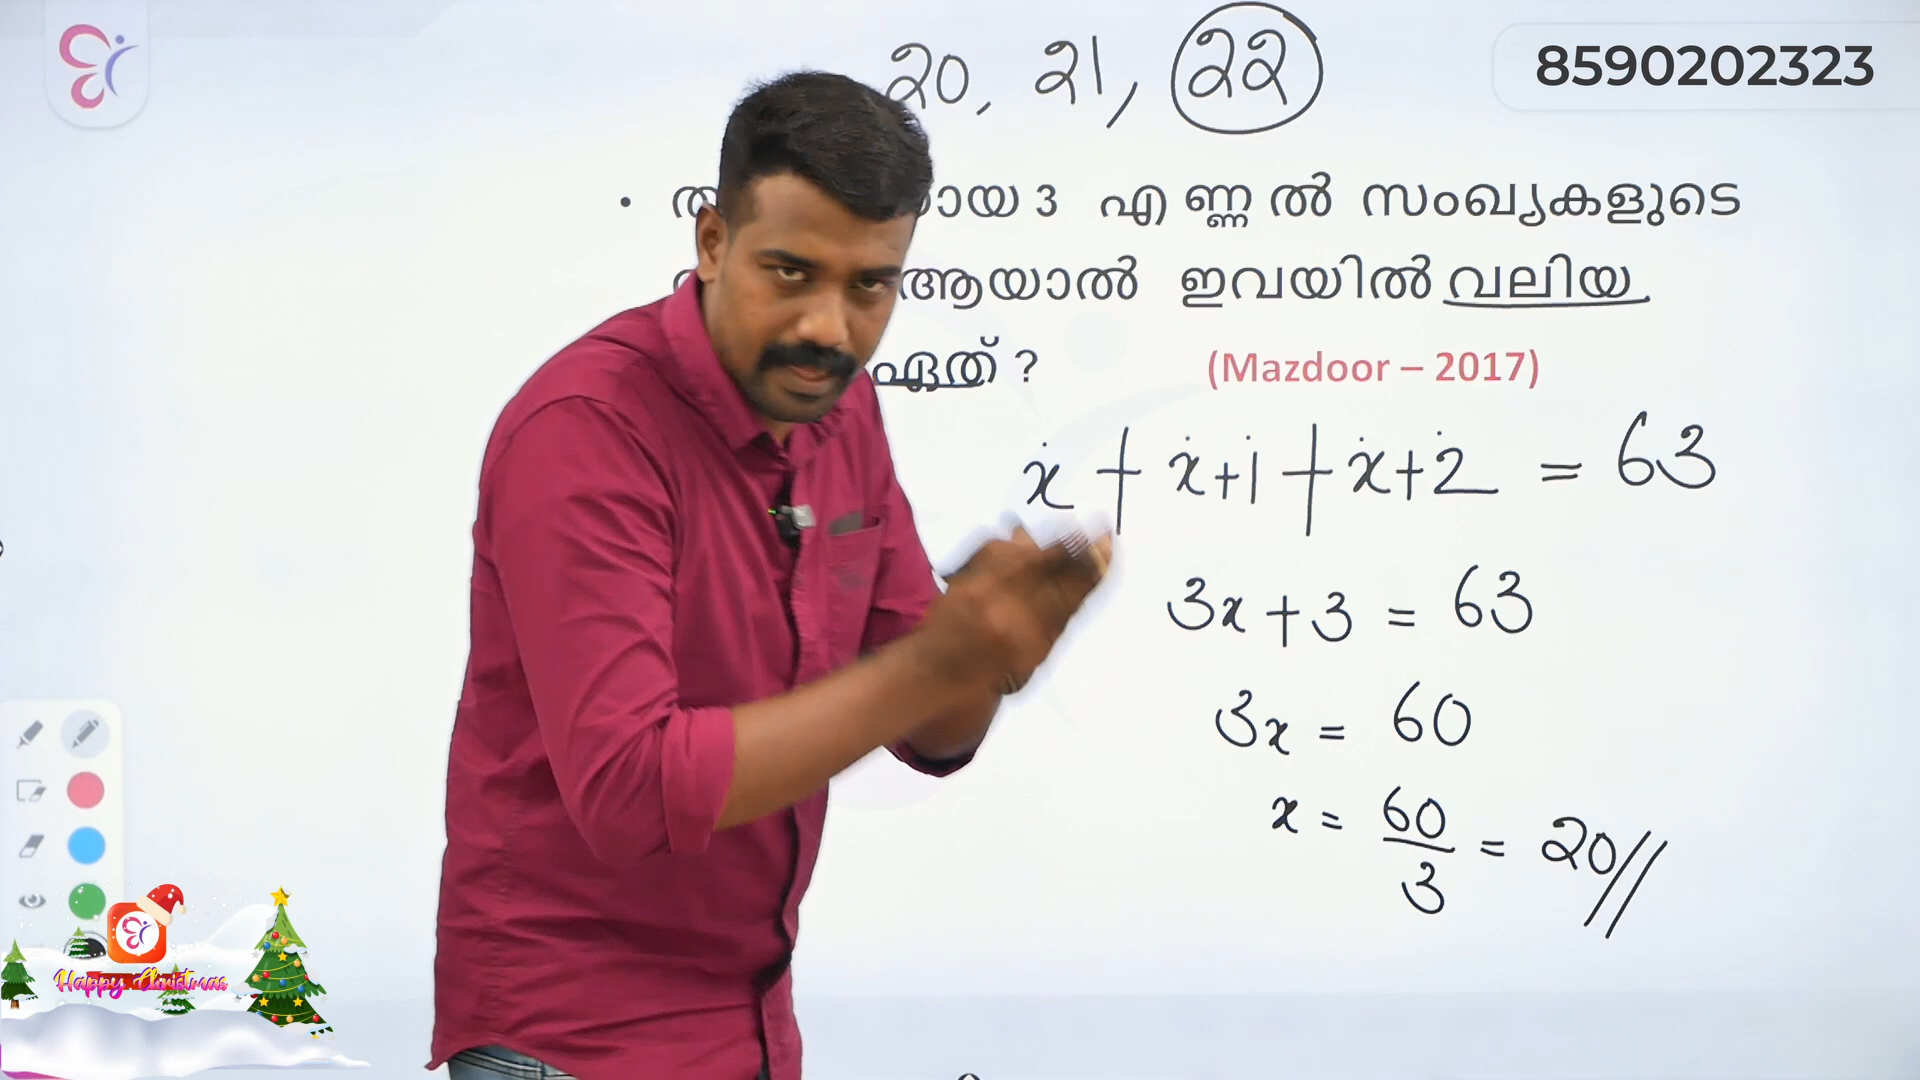 20, 21, 22
8590202323
3 എണ്ണൽ സംഖ്യകളുടെ
ആയാൽ ഇവയിൽ വലിയ
ഏത് ? (Mazdoor – 2017)
x + x+1 + x+2 = 63
3x + 3 = 63
3x = 60
x = 60/3 = 20//
Happy Christmas